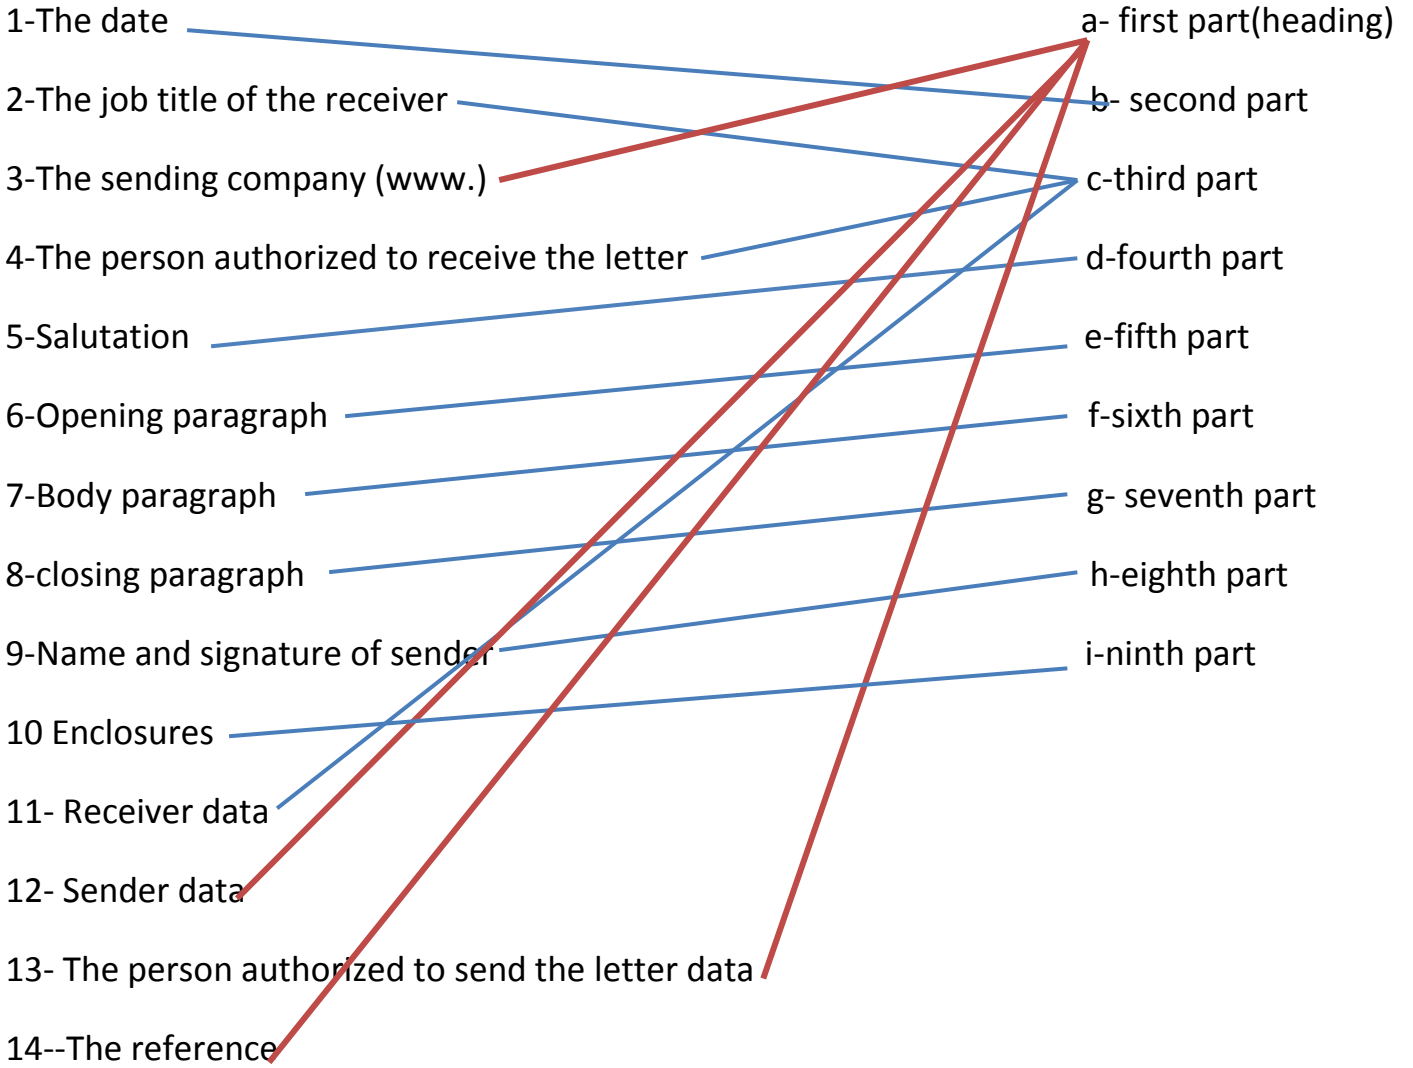 1-The date a- first part(heading)
2-The job title of the receiver b- second part
3-The sending company (www.) c-third part
4-The person authorized to receive the letter d-fourth part
5-Salutation e-fifth part
6-Opening paragraph f-sixth part
7-Body paragraph g- seventh part
8-closing paragraph h-eighth part
9-Name and signature of sender i-ninth part
10 Enclosures
11- Receiver data
12- Sender data
13- The person authorized to send the letter data
14--The reference